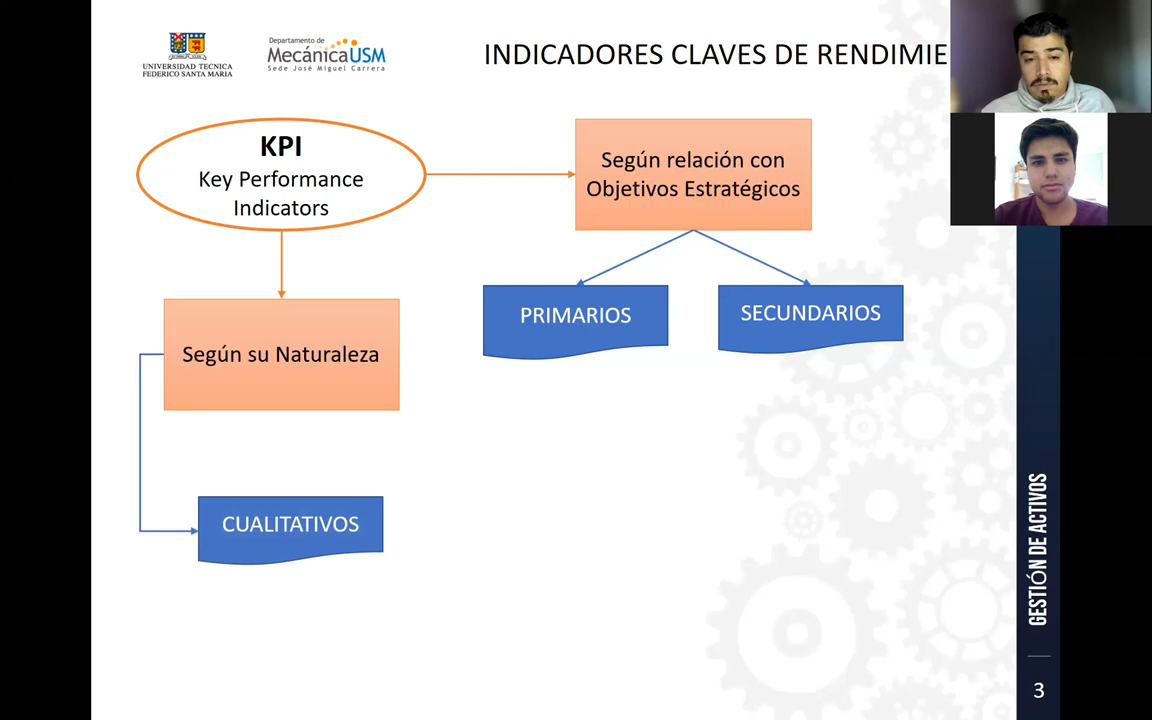 UNIVERSIDAD TECNICA
FEDERICO SANTA MARIA
Departamento de
MecánicaUSM
Sede José Miguel Carrera
INDICADORES CLAVES DE RENDIMIE
KPI
Key Performance
Indicators
Según relación con
Objetivos Estratégicos
PRIMARIOS
SECUNDARIOS
Según su Naturaleza
CUALITATIVOS
GESTIÓN DE ACTIVOS
3